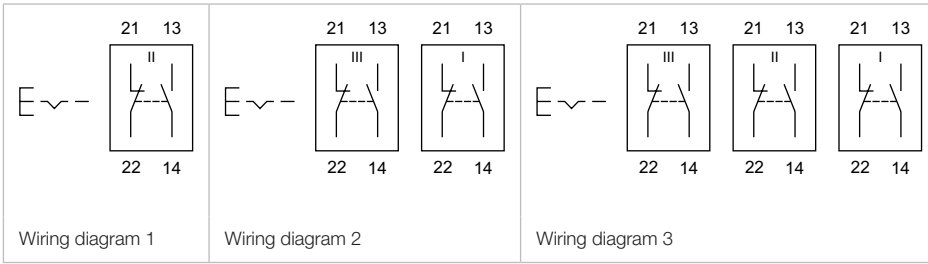 21 13
II
22 14
Wiring diagram 1
21 13 21 13
III I
22 14 22 14
Wiring diagram 2
21 13 21 13 21 13
III II I
22 14 22 14 22 14
Wiring diagram 3